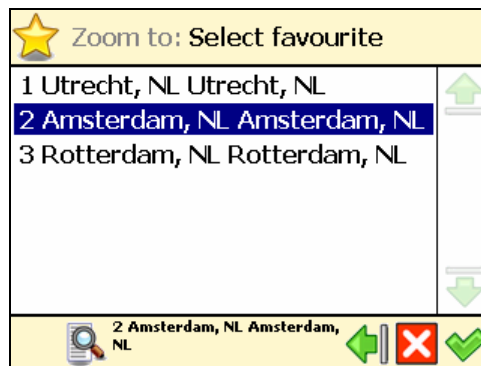 Zoom to: Select favourite
1 Utrecht, NL Utrecht, NL
2 Amsterdam, NL Amsterdam, NL
3 Rotterdam, NL Rotterdam, NL
2 Amsterdam, NL Amsterdam,
NL